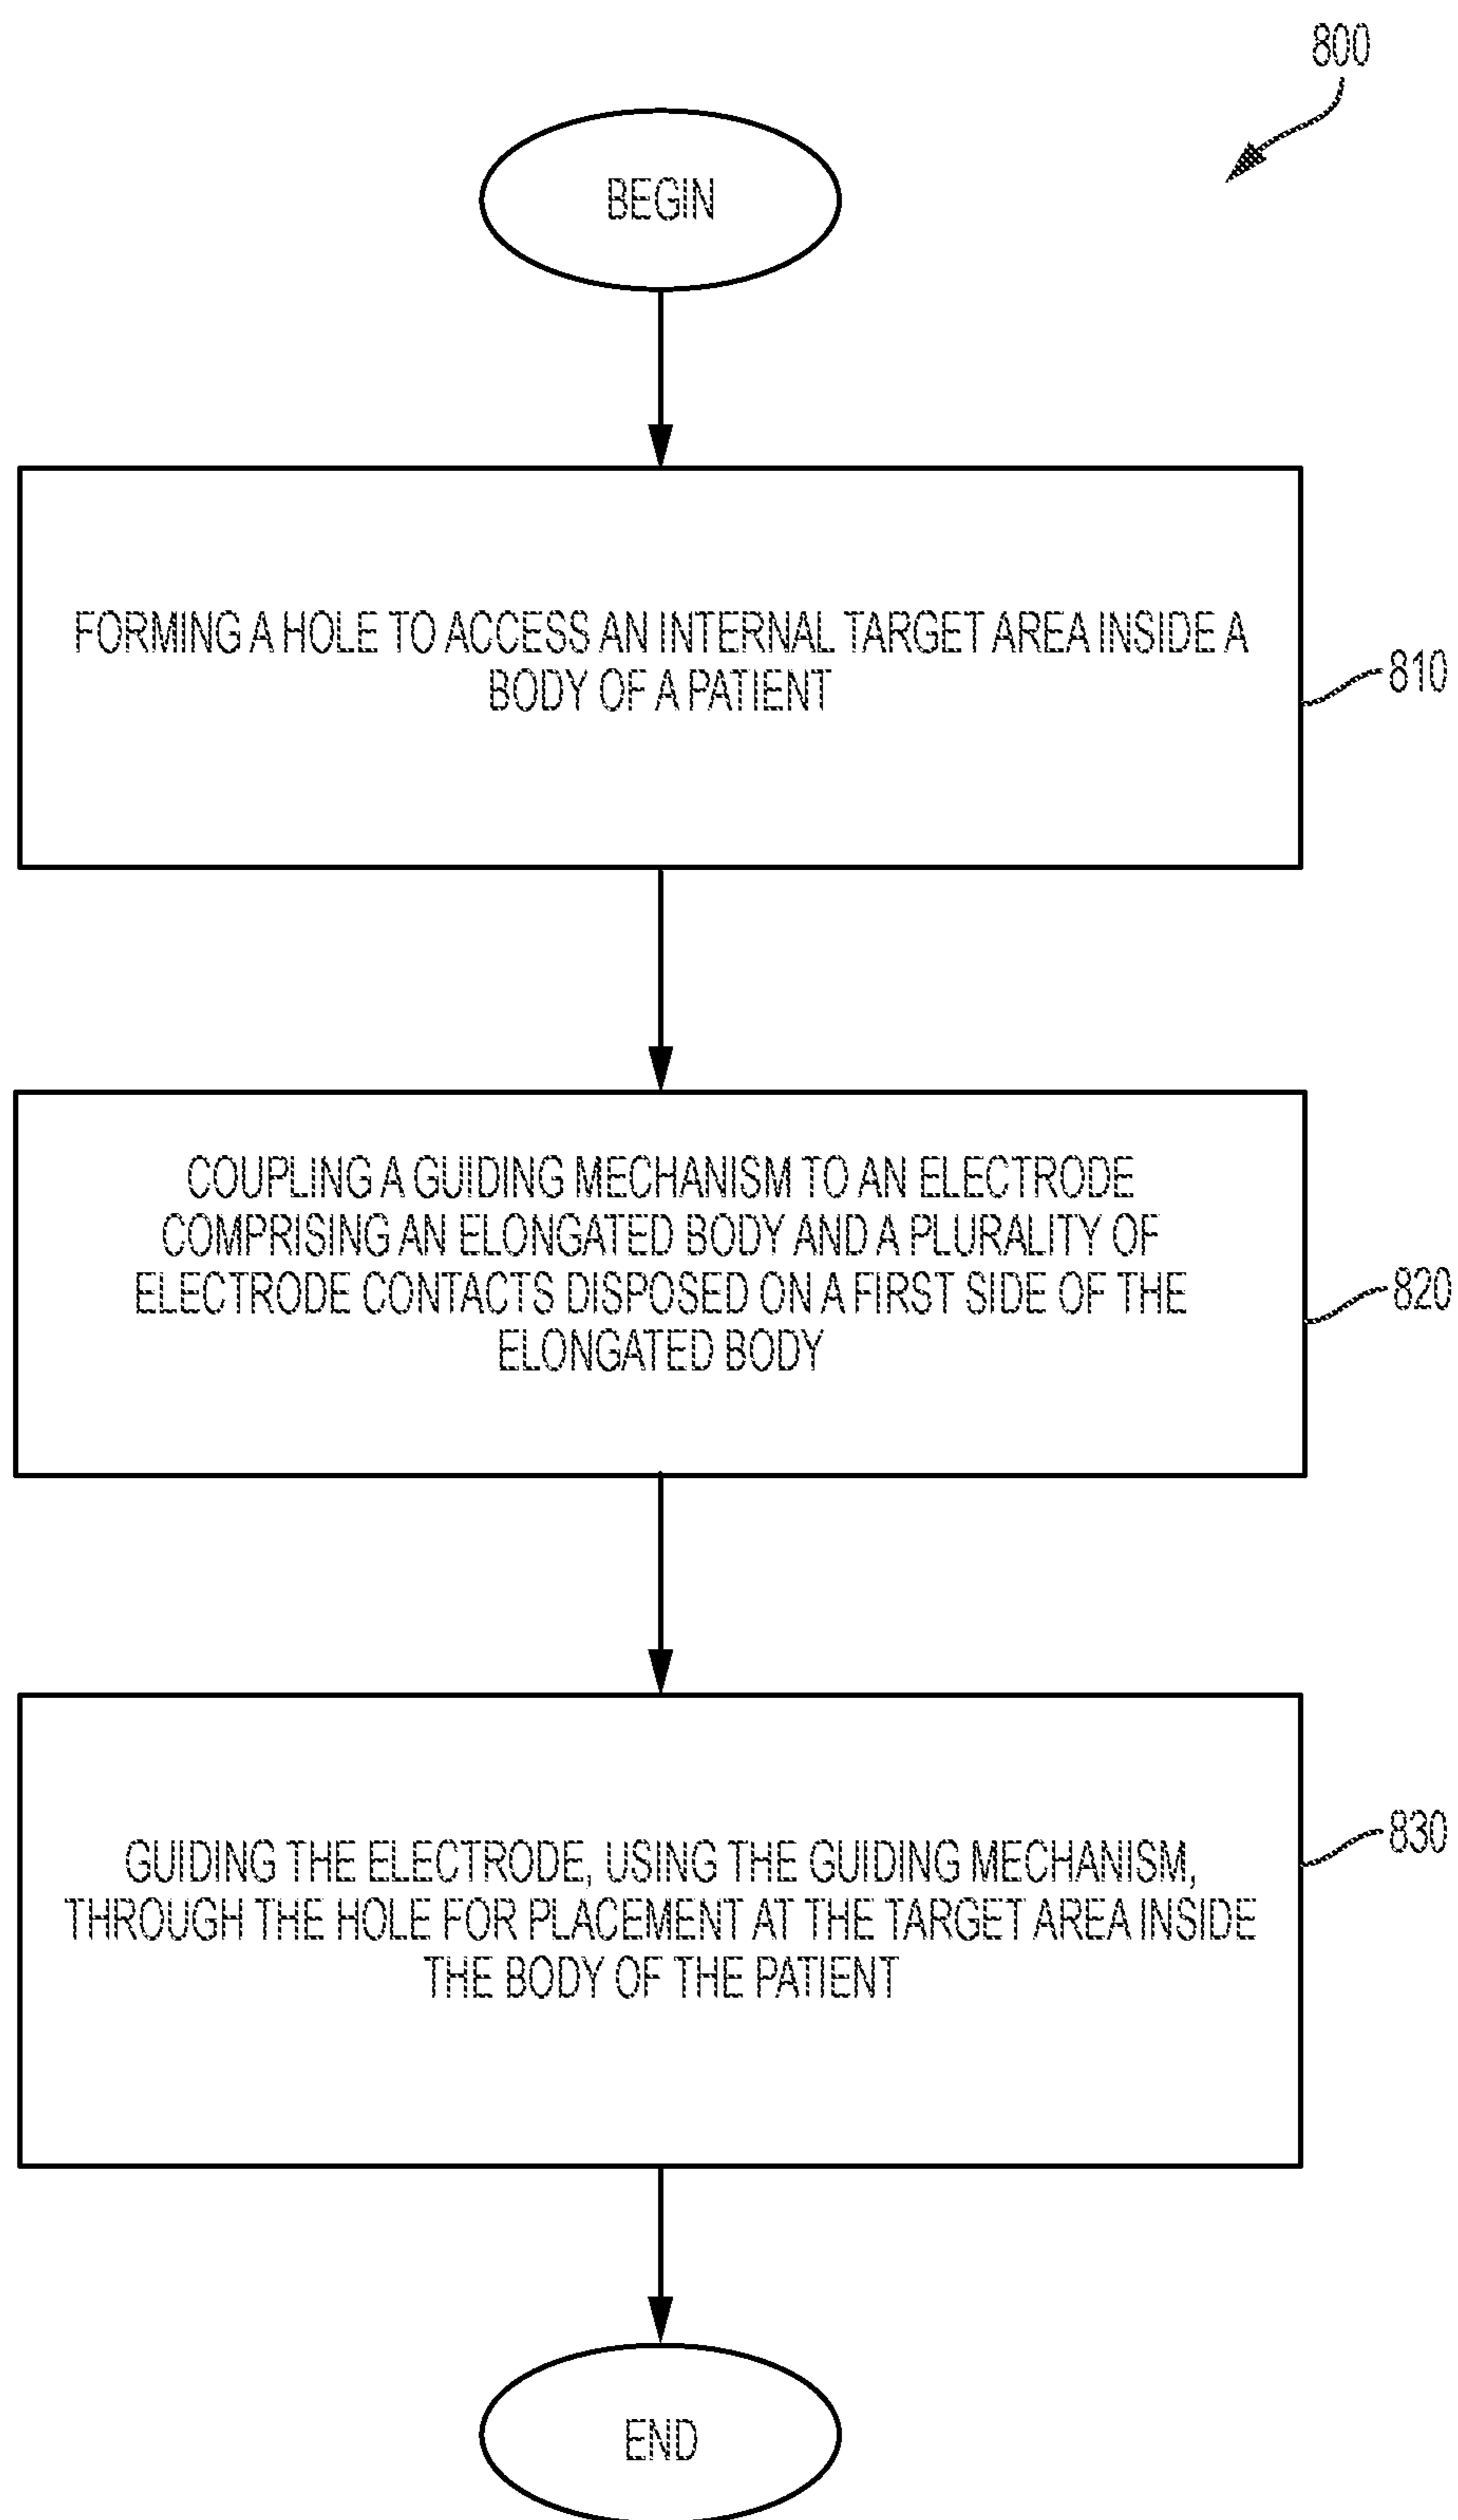 800
BEGIN
FORMING A HOLE TO ACCESS AN INTERNAL TARGET AREA INSIDE A
BODY OF A PATIENT
810
COUPLING A GUIDING MECHANISM TO AN ELECTRODE
COMPRISING AN ELONGATED BODY AND A PLURALITY OF
ELECTRODE CONTACTS DISPOSED ON A FIRST SIDE OF THE
ELONGATED BODY
820
GUIDING THE ELECTRODE, USING THE GUIDING MECHANISM,
THROUGH THE HOLE FOR PLACEMENT AT THE TARGET AREA INSIDE
THE BODY OF THE PATIENT
830
END